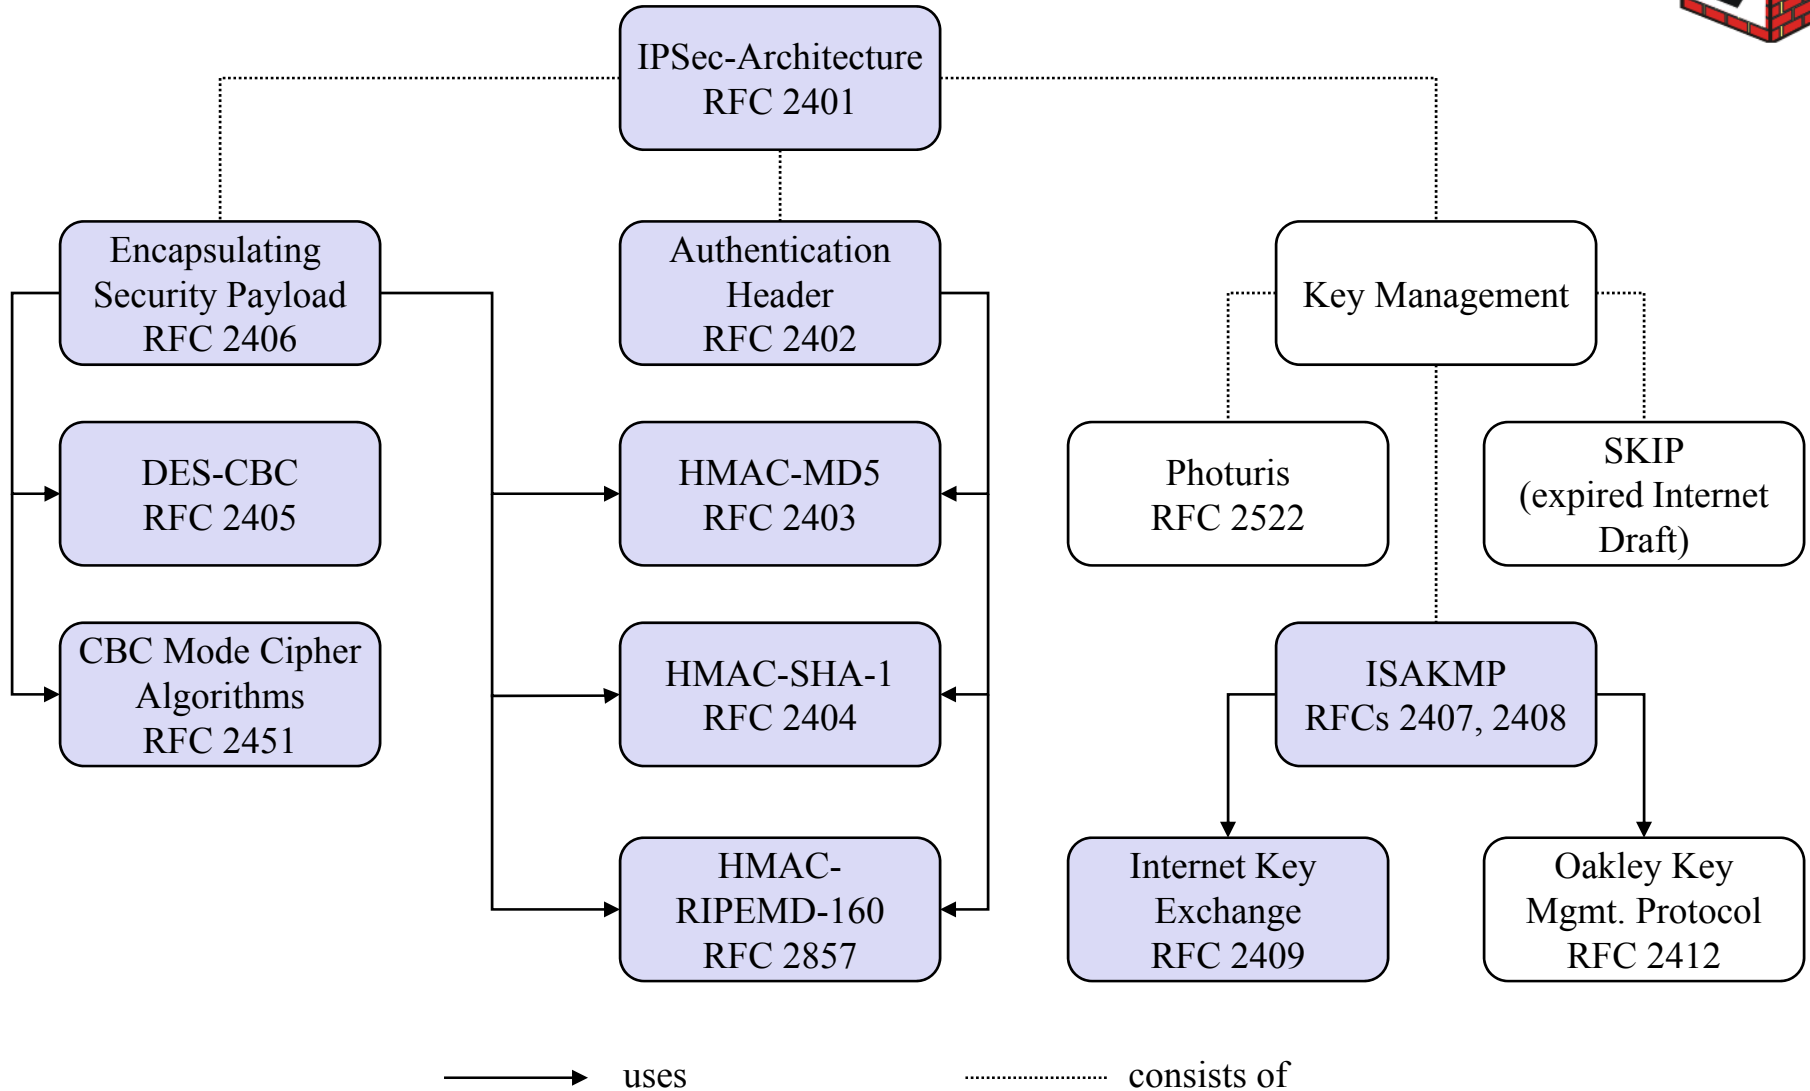 IPSec-Architecture
RFC 2401
Encapsulating
Security Payload
RFC 2406
Authentication
Header
RFC 2402
Key Management
DES-CBC
RFC 2405
HMAC-MD5
RFC 2403
Photuris
RFC 2522
SKIP
(expired Internet
Draft)
CBC Mode Cipher
Algorithms
RFC 2451
HMAC-SHA-1
RFC 2404
ISAKMP
RFCs 2407, 2408
HMAC-
RIPEMD-160
RFC 2857
Internet Key
Exchange
RFC 2409
Oakley Key
Mgmt. Protocol
RFC 2412
uses
consists of